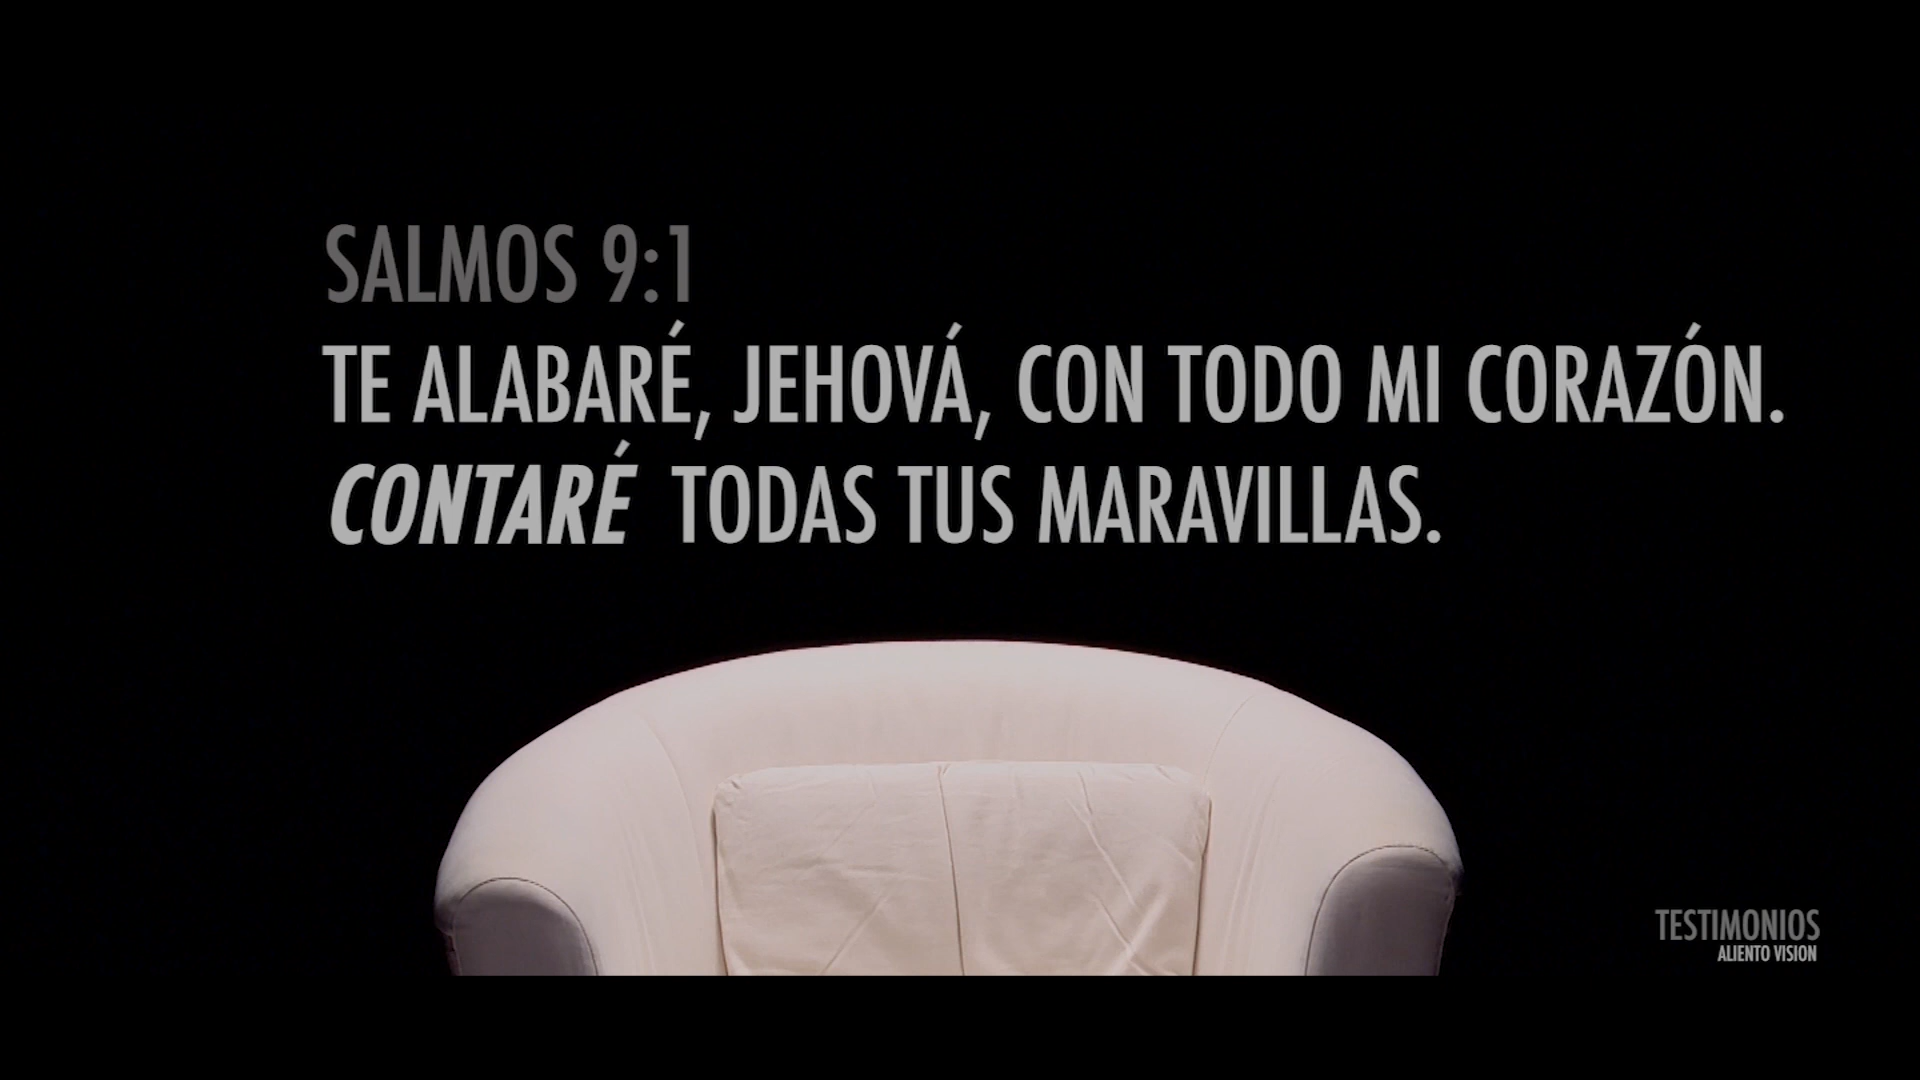 SALMOS 9:1
TE ALABARÉ, JEHOVÁ, CON TODO MI CORAZÓN.
CONTARÉ TODAS TUS MARAVILLAS.
TESTIMONIOS
ALIENTO VISION